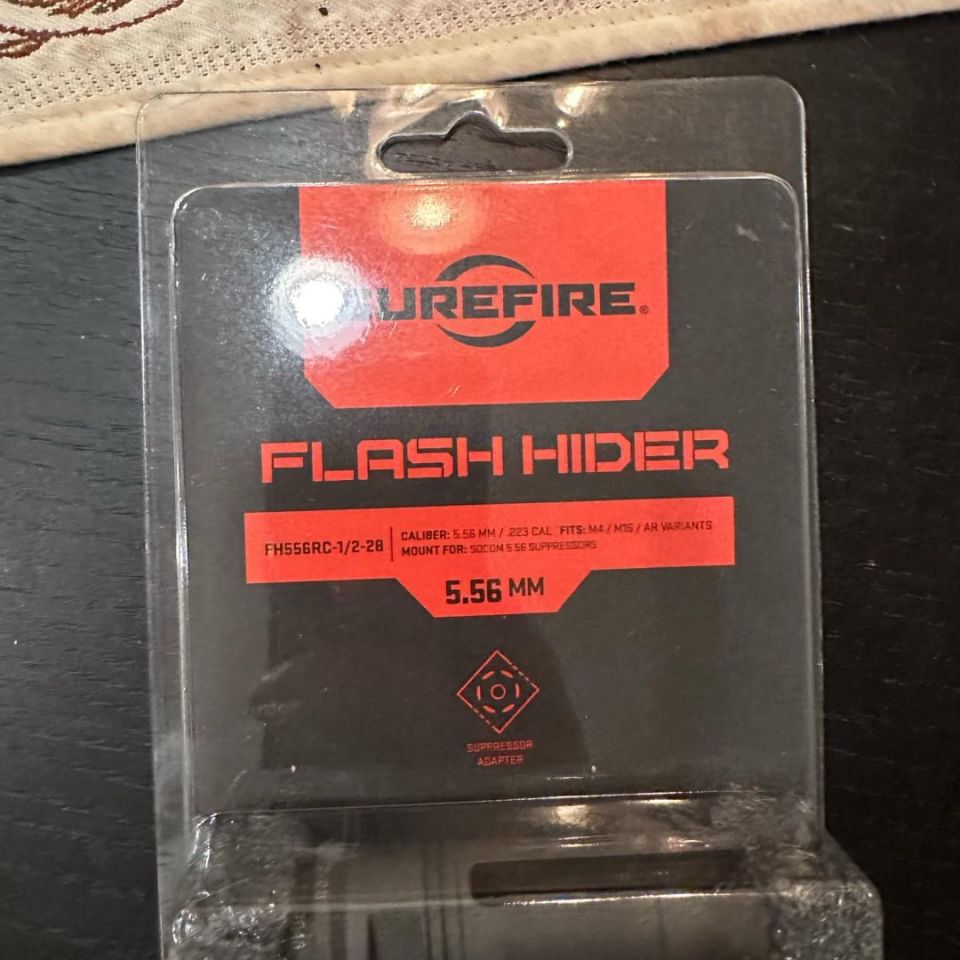 UREFIRE®
FLASH HIDER
FH556RC-1/2-28
CALIBER: 5.56 MM / .223 CAL FITS: M4 / M16 / AR VARIANTS
MOUNT FOR: SOCOM 5.56 SUPPRESSORS
5.56 MM
SUPPRESSOR
ADAPTER